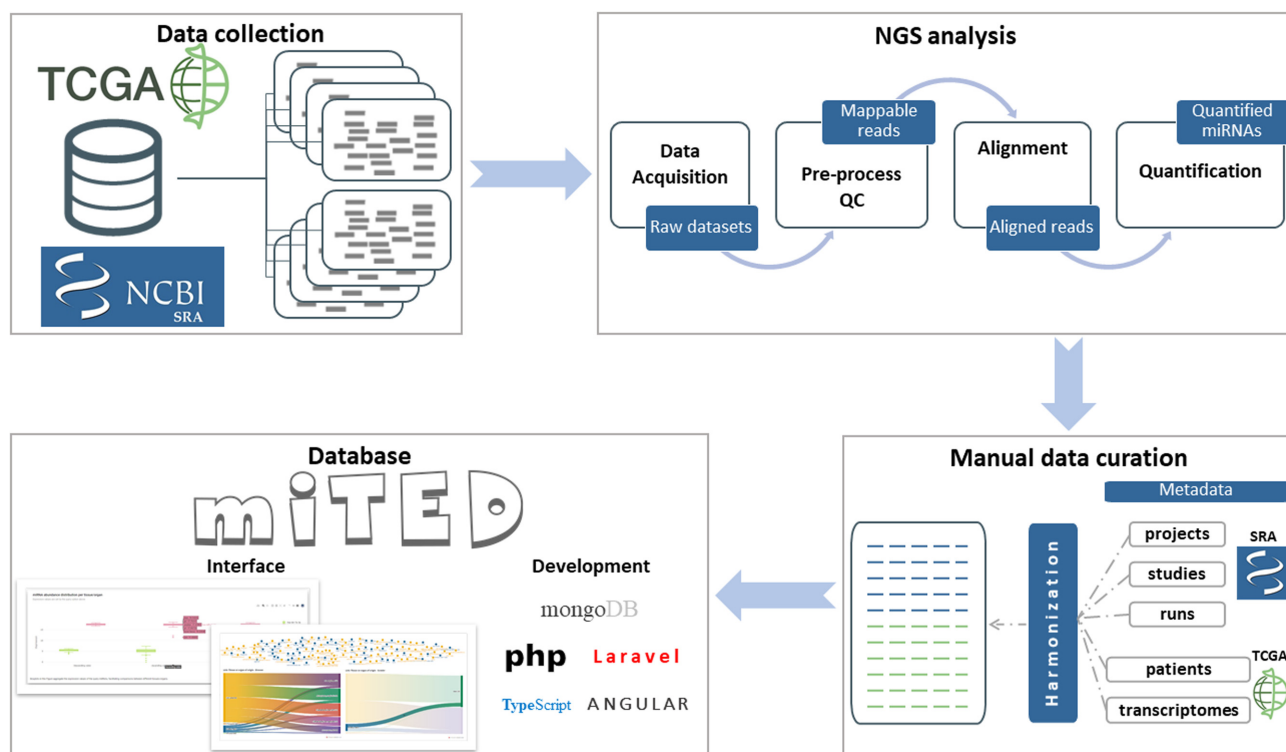 Data collection
TCGA
NCBI
SRA
NGS analysis
Data
Acquisition
Raw datasets
Mappable
reads
Pre-process
QC
Alignment
Aligned reads
Quantified
miRNAs
Quantification
Manual data curation
Metadata
Harmonization
projects
studies
runs
patients
transcriptomes
SRA
TCGA
Database
miTED
Interface
Development
mongoDB
php
Laravel
TypeScript
ANGULAR